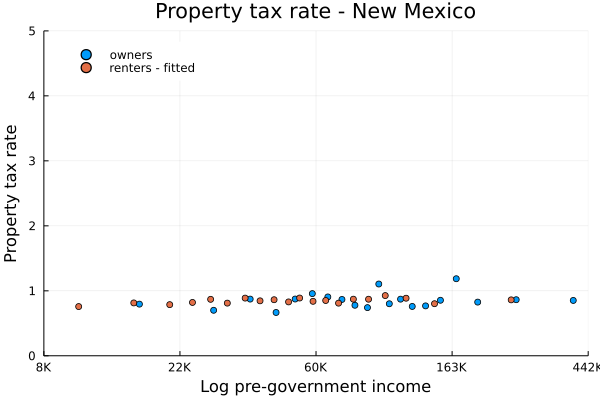 Property tax rate - New Mexico
5
owners
renters - fitted
4
3
2
1
0
Property tax rate
8K 22K 60K 163K 442K
Log pre-government income